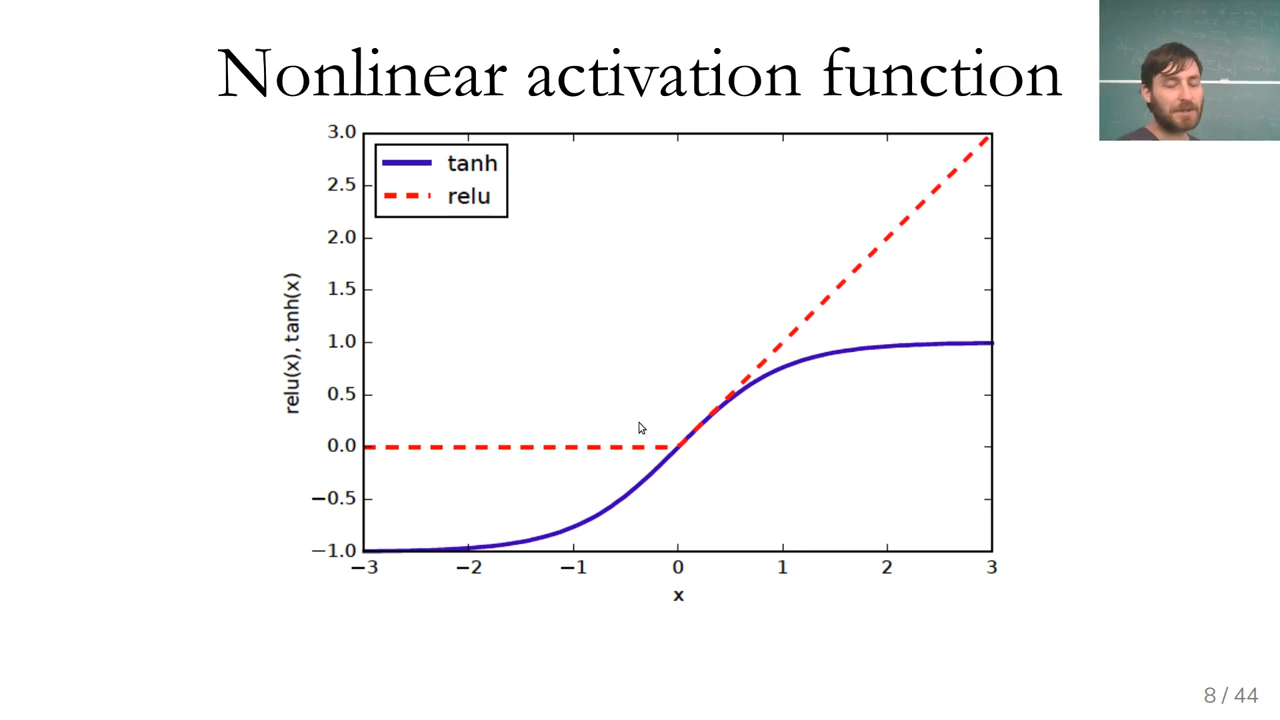 Nonlinear activation function
3.0
2.5
2.0
1.5
1.0
0.5
0.0
−0.5
−1.0
relu(x), tanh(x)
tanh
relu
−3 −2 −1 0 1 2 3
x
8 / 44